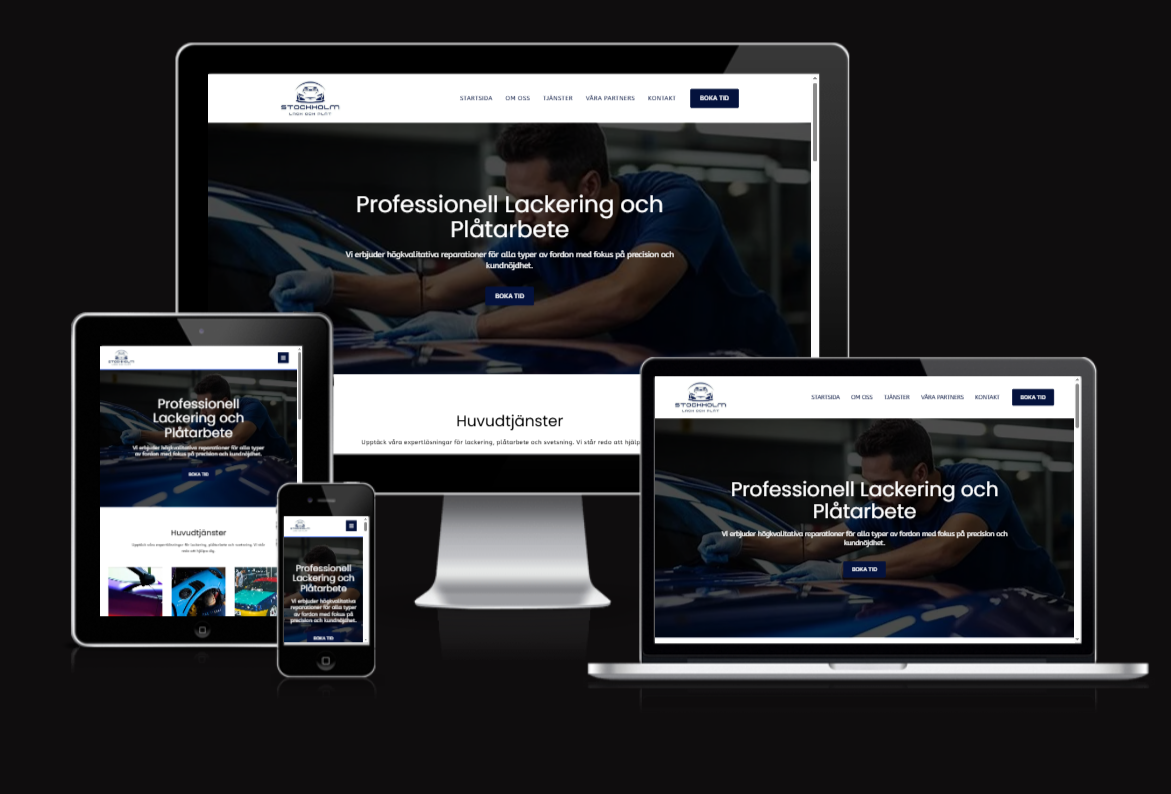 STOCKHOLM
LACK OCH PLÅT
STARTSIDA OM OSS TJÄNSTER VÅRA PARTNERS KONTAKT BOKA TID
Professionell Lackering och
Plåtarbete
Vi erbjuder högkvalitativa reparationer för alla typer av fordon med fokus på precision och
kundnöjdhet.
BOKA TID
Huvudtjänster
Upptäck våra expertlösningar för lackering, plåtarbete och svetsning. Vi står redo att hjälp
STOCKHOLM
Professionell
Lackering och
Plåtarbete
Vi erbjuder högkvalitativa reparationer för alla typer
av fordon med fokus på precision och kundnöjdhet.
BOKA TID
Huvudtjänster
Upptäck våra expertlösningar för lackering, plåtarbete och svetsning. Vi står
redo att hjälpa dig.
Professionell
Lackering och
Plåtarbete
Vi erbjuder högkvalitativa
reparationer för alla typer
av fordon med fokus på
precision och kundnöjdhet.
BOKA TID
STOCKHOLM
LACK OCH PLÅT
STARTSIDA OM OSS TJÄNSTER VÅRA PARTNERS KONTAKT BOKA TID
Professionell Lackering och
Plåtarbete
Vi erbjuder högkvalitativa reparationer för alla typer av fordon med fokus på precision och
kundnöjdhet.
BOKA TID